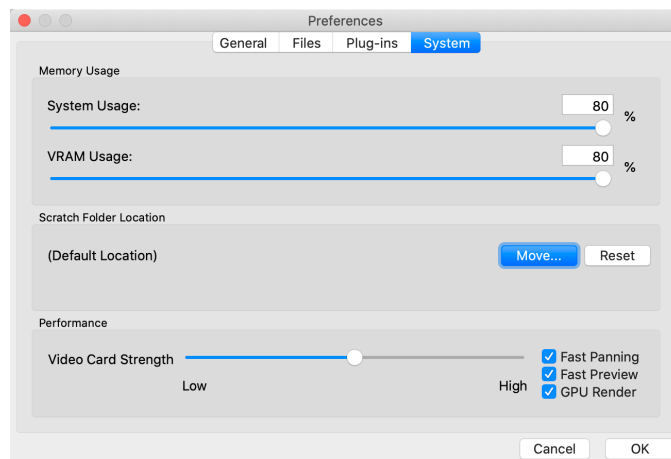 Preferences
General Files Plug-ins System
Memory Usage
System Usage: 80 %
VRAM Usage: 80 %
Scratch Folder Location
(Default Location) Move... Reset
Performance
Video Card Strength Fast Panning
Fast Preview
Low High GPU Render
Cancel OK